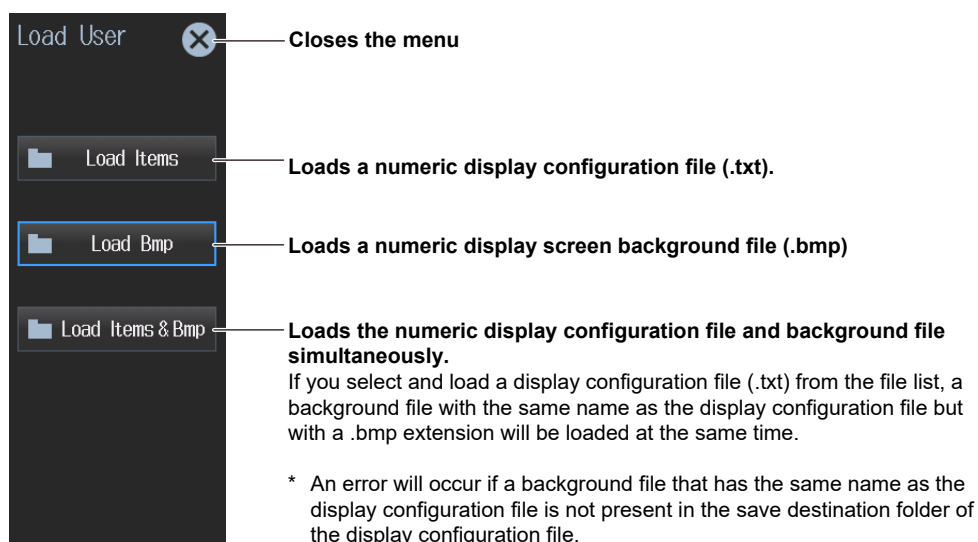 Load User
Closes the menu
Load Items
Loads a numeric display configuration file (.txt).
Load Bmp
Loads a numeric display screen background file (.bmp)
Load Items & Bmp
Loads the numeric display configuration file and background file
simultaneously.
If you select and load a display configuration file (.txt) from the file list, a
background file with the same name as the display configuration file but
with a .bmp extension will be loaded at the same time.
* An error will occur if a background file that has the same name as the
display configuration file is not present in the save destination folder of
the display configuration file.